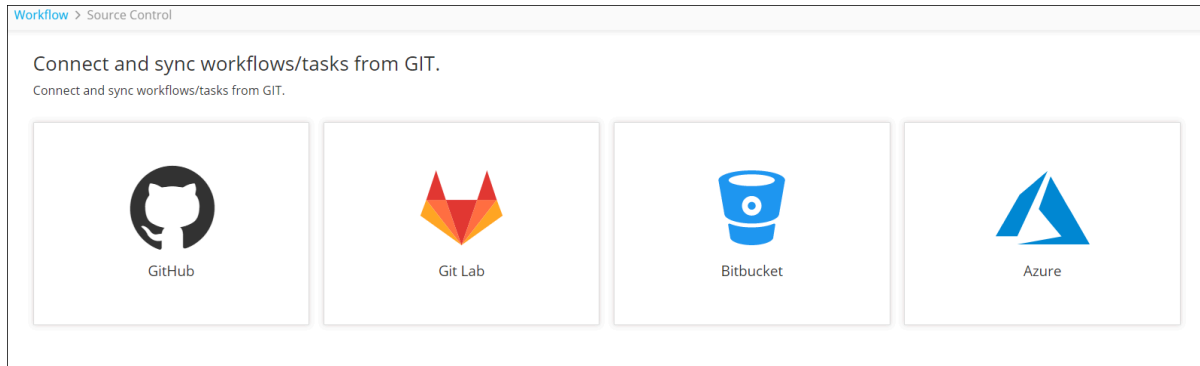 Workflow > Source Control
Connect and sync workflows/tasks from GIT.
Connect and sync workflows/tasks from GIT.
GitHub
Git Lab
Bitbucket
Azure